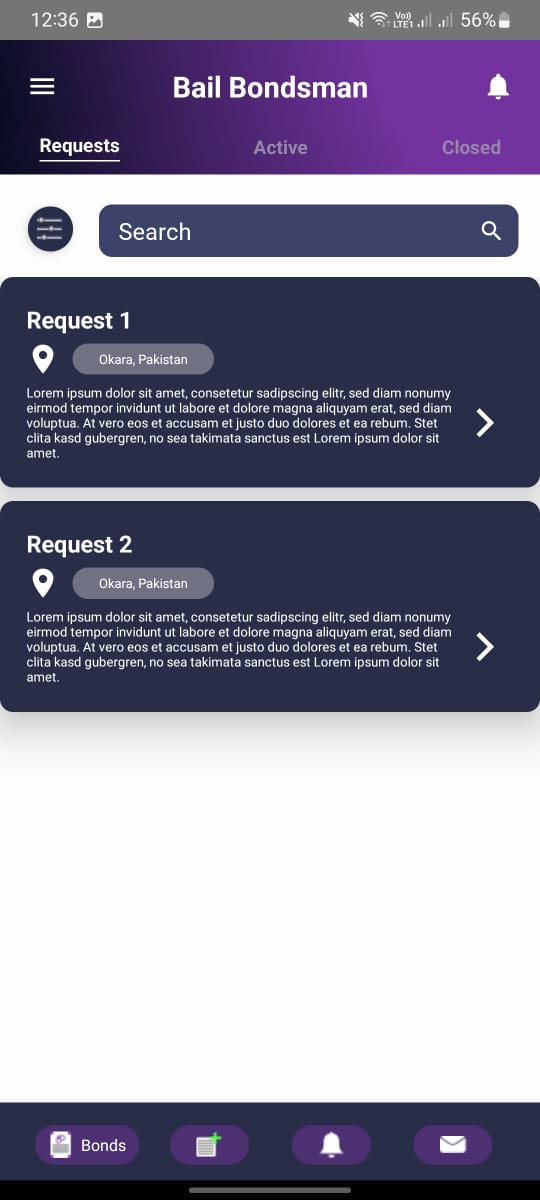 12:36 Vo)) LTE1 56%
Bail Bondsman
Requests Active Closed
Search
Request 1
Okara, Pakistan
Lorem ipsum dolor sit amet, consetetur sadipscing elitr, sed diam nonumy
eirmod tempor invidunt ut labore et dolore magna aliquyam erat, sed diam
voluptua. At vero eos et accusam et justo duo dolores et ea rebum. Stet
clita kasd gubergren, no sea takimata sanctus est Lorem ipsum dolor sit
amet.
Request 2
Okara, Pakistan
Lorem ipsum dolor sit amet, consetetur sadipscing elitr, sed diam nonumy
eirmod tempor invidunt ut labore et dolore magna aliquyam erat, sed diam
voluptua. At vero eos et accusam et justo duo dolores et ea rebum. Stet
clita kasd gubergren, no sea takimata sanctus est Lorem ipsum dolor sit
amet.
Bonds